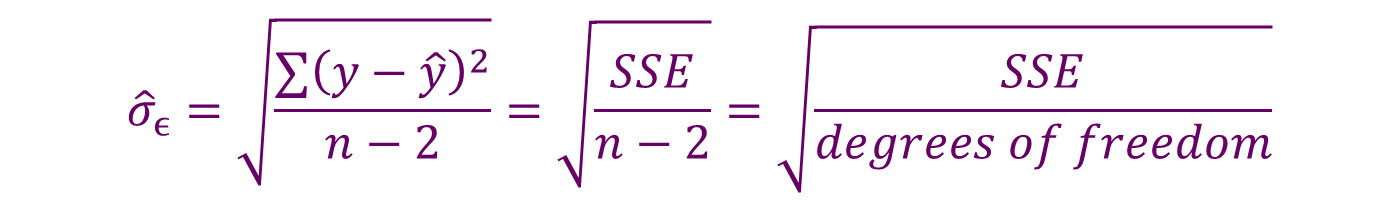 σ̂_ϵ = √(∑(y − ŷ)² / (n − 2)) = √(SSE / (n − 2)) = √(SSE / degrees of freedom)